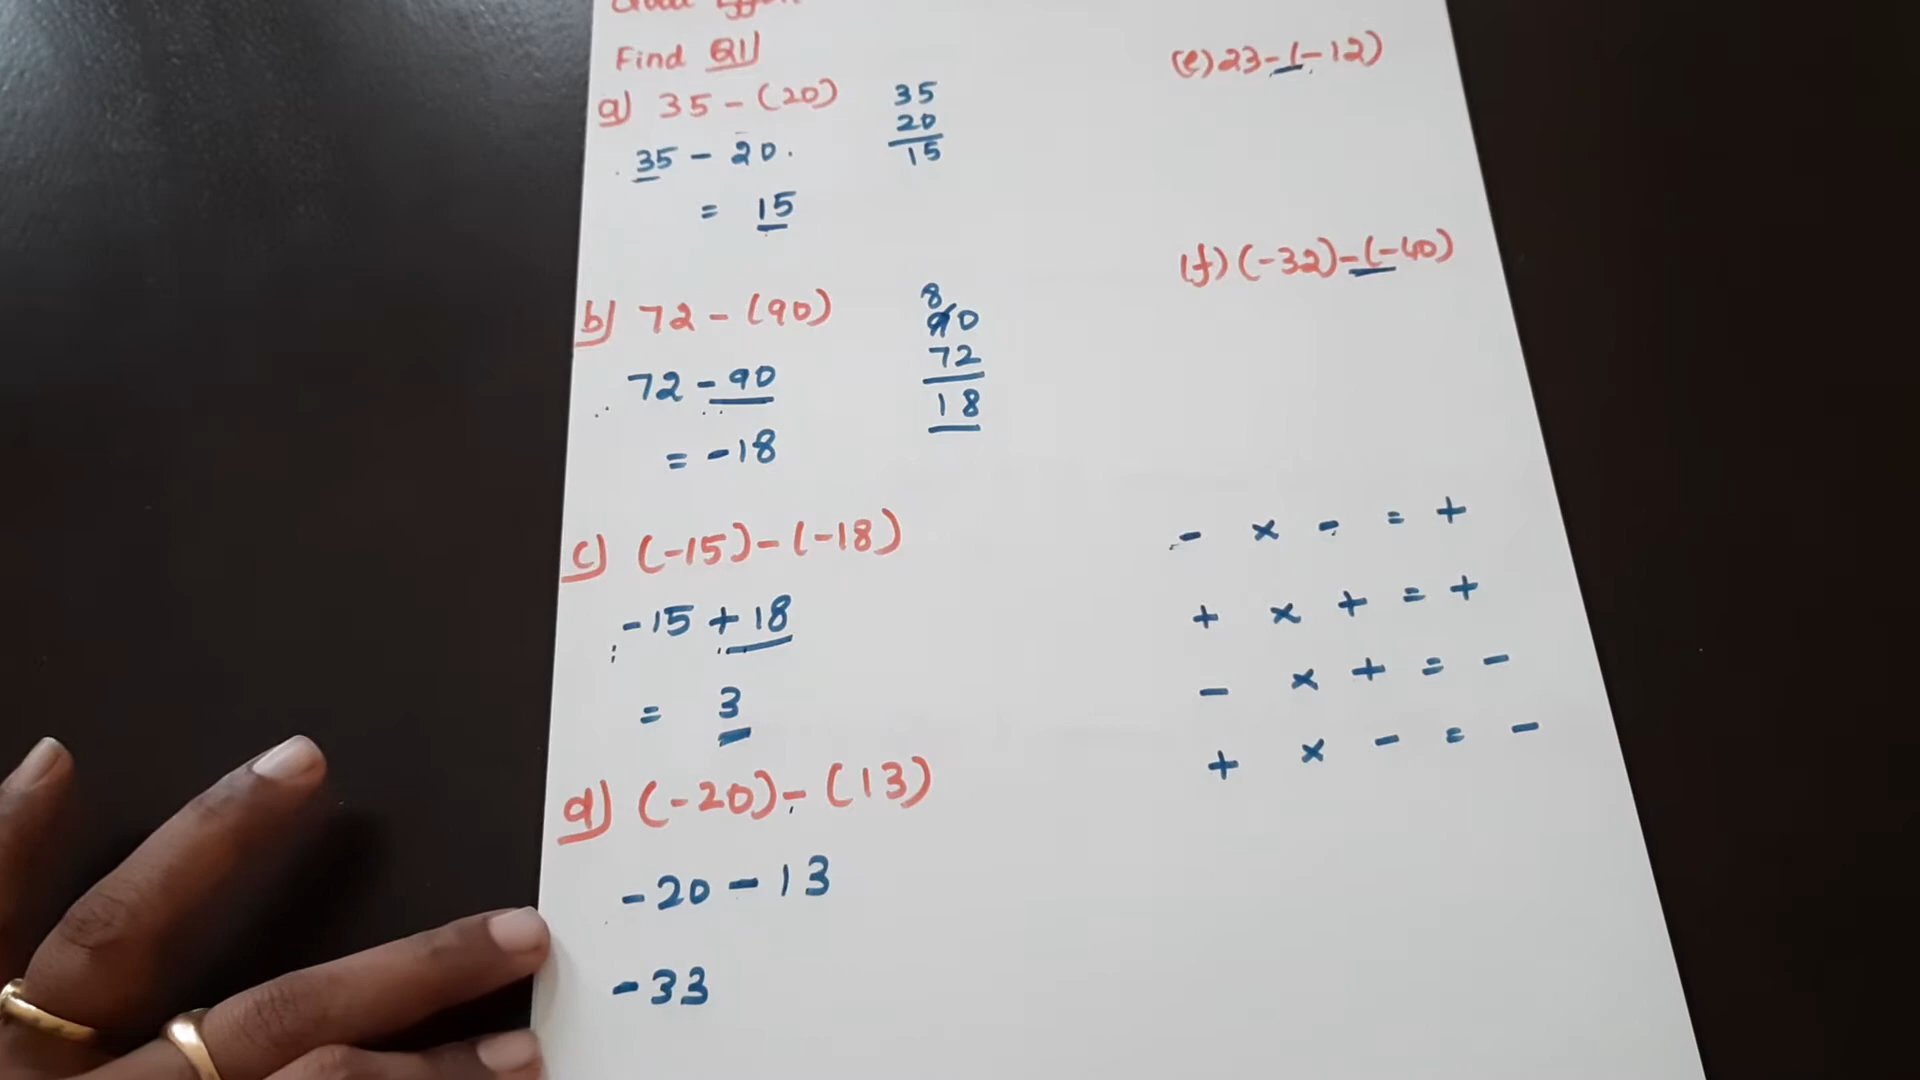 Find Q1
a) 35 - (20)
35 - 20.
= 15
35
20
15
b) 72 - (90)
72 - 90
= -18
8
90
72
18
c) (-15) - (-18)
-15 + 18
= 3
d) (-20) - (13)
-20 - 13
-33
(e) 23 - (-12)
(f) (-32) - (-40)
- × - = +
+ × + = +
- × + = -
+ × - = -